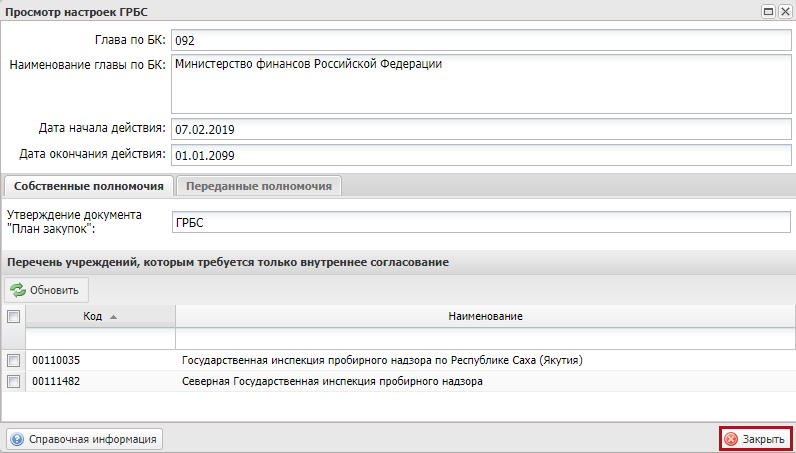 Просмотр настроек ГРБС
Глава по БК: 092
Наименование главы по БК: Министерство финансов Российской Федерации
Дата начала действия: 07.02.2019
Дата окончания действия: 01.01.2099
Собственные полномочия Переданные полномочия
Утверждение документа
"План закупок": ГРБС
Перечень учреждений, которым требуется только внутреннее согласование
Обновить
Код Наименование
00110035 Государственная инспекция пробирного надзора по Республике Саха (Якутия)
00111482 Северная Государственная инспекция пробирного надзора
Справочная информация Закрыть